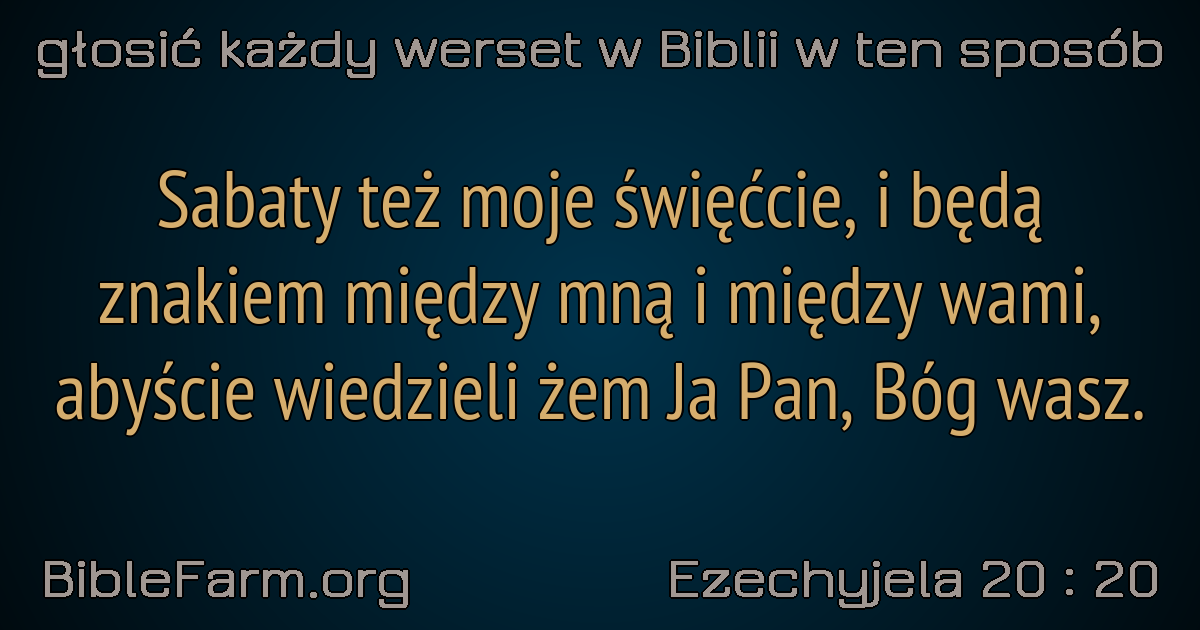 głosić każdy werset w Biblii w ten sposób
Sabaty też moje święćcie, i będą
znakiem między mną i między wami,
abyście wiedzieli żem Ja Pan, Bóg wasz.
BibleFarm.org
Ezechyjela 20 : 20